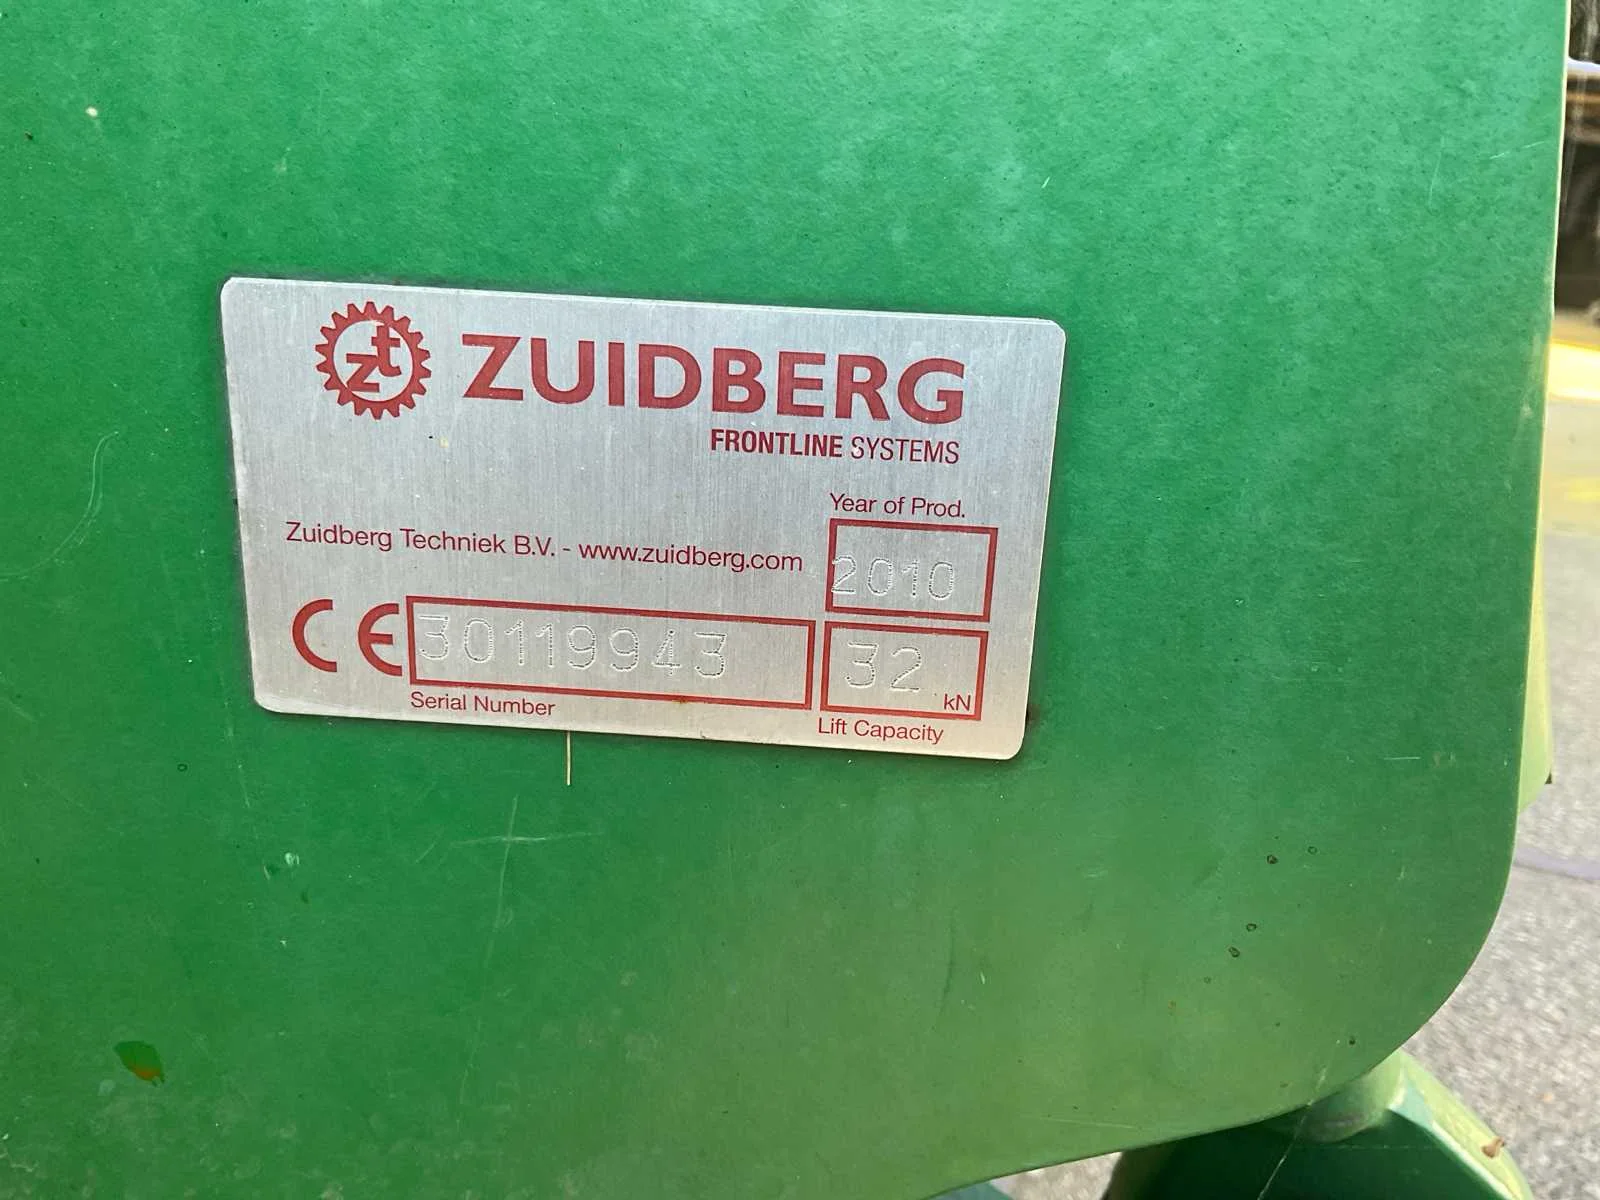 zt ZUIDBERG
FRONTLINE SYSTEMS
Year of Prod.
Zuidberg Techniek B.V. - www.zuidberg.com
2010
CE 30119943
32 kN
Serial Number
Lift Capacity